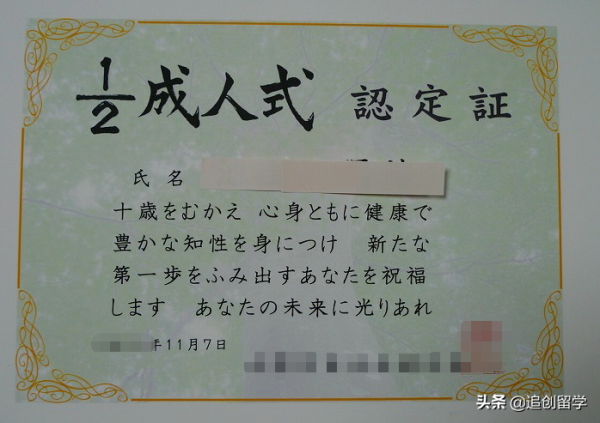 1/2成人式 認定証
氏名
十歳をむかえ 心身ともに健康で
豊かな知性を身につけ 新たな
第一歩をふみ出すあなたを祝福
します あなたの未来に光りあれ
年11月7日
头条 @追创留学